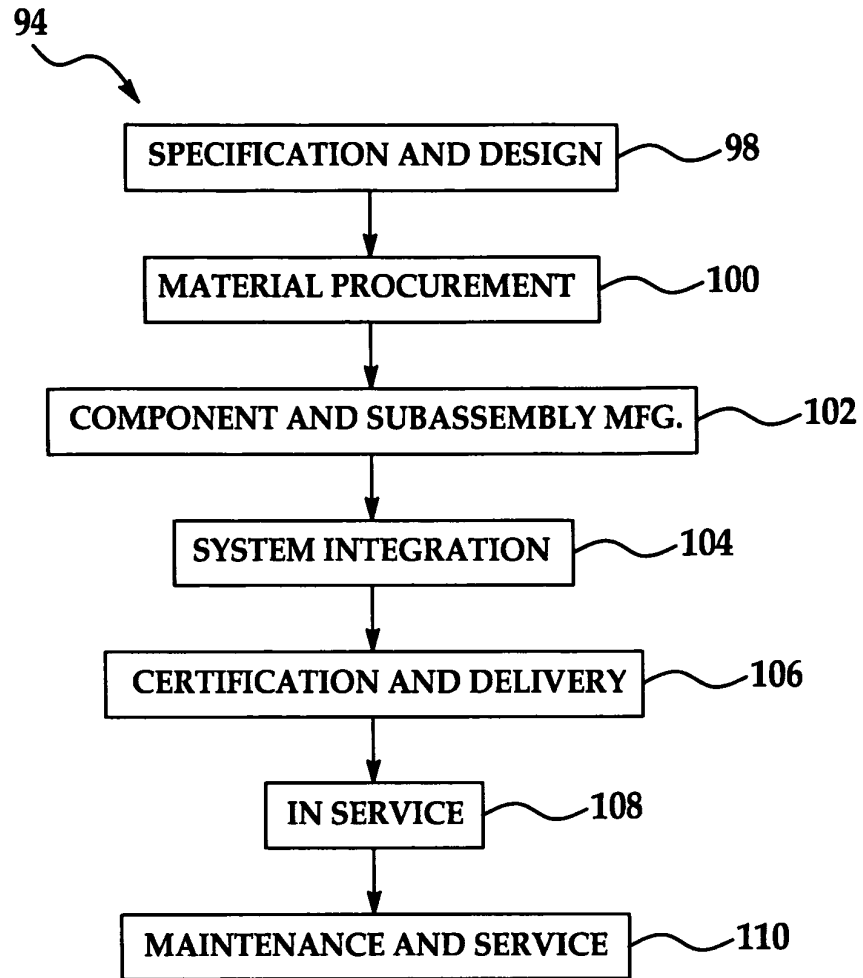 94
SPECIFICATION AND DESIGN
98
MATERIAL PROCUREMENT
100
COMPONENT AND SUBASSEMBLY MFG.
102
SYSTEM INTEGRATION
104
CERTIFICATION AND DELIVERY
106
IN SERVICE
108
MAINTENANCE AND SERVICE
110